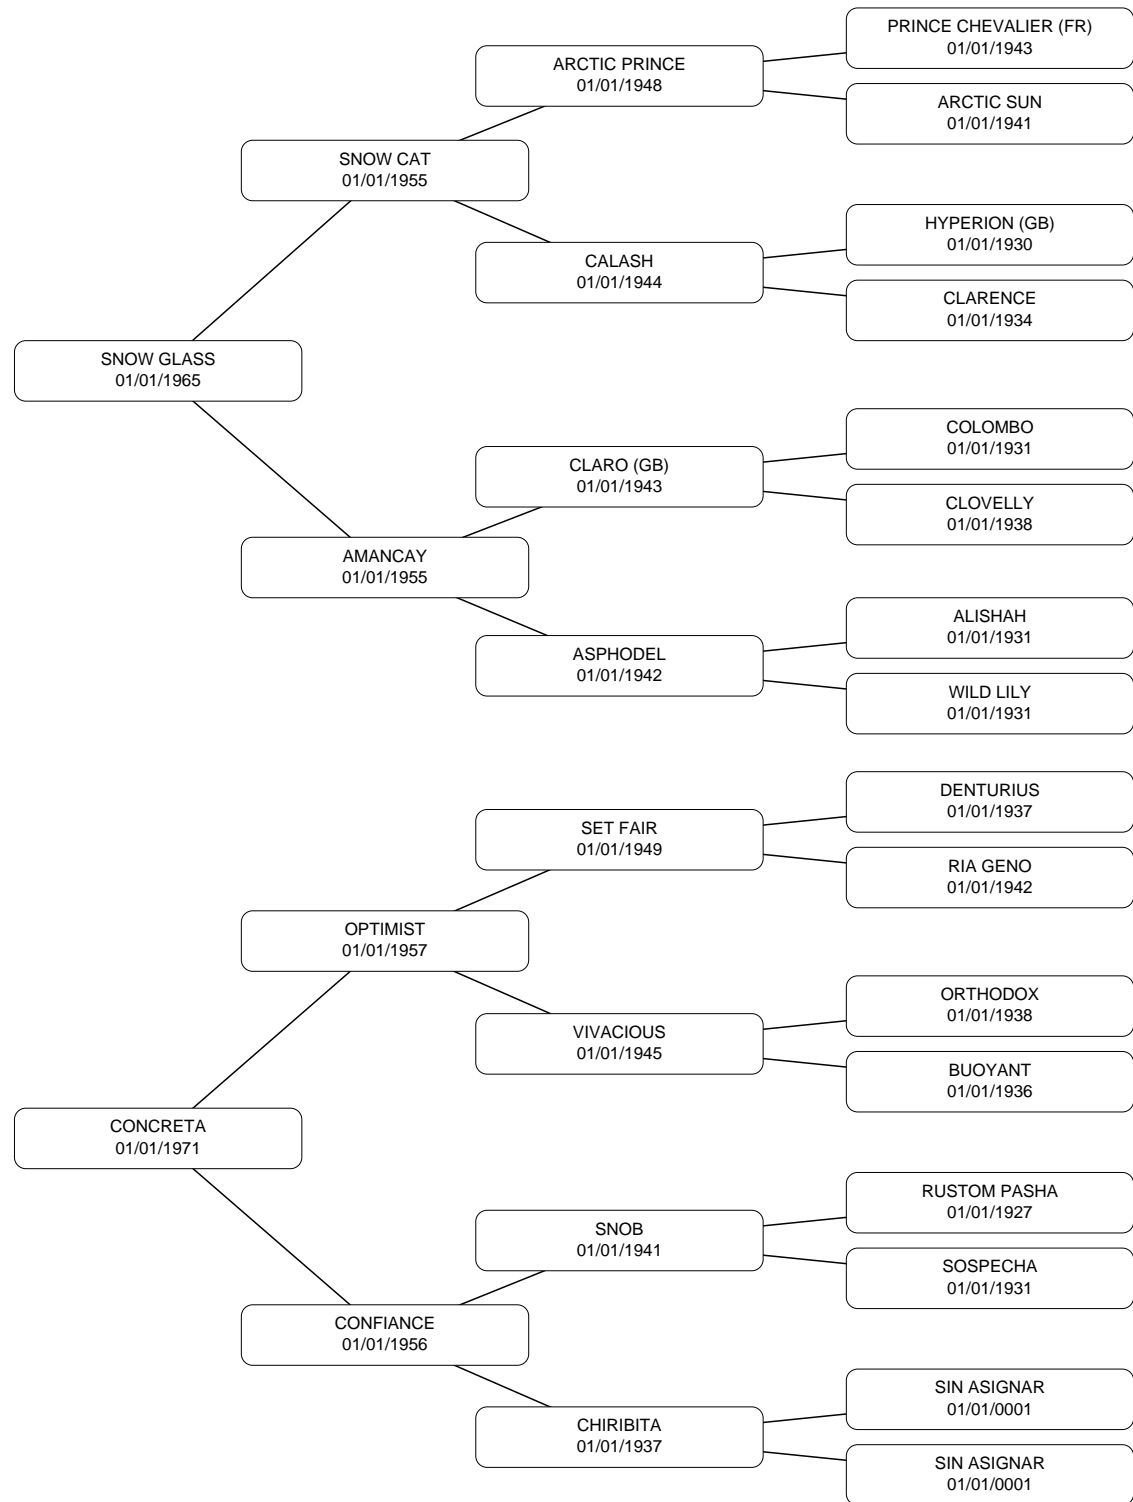 PRINCE CHEVALIER (FR)
01/01/1943
ARCTIC PRINCE
01/01/1948
ARCTIC SUN
01/01/1941
SNOW CAT
01/01/1955
HYPERION (GB)
01/01/1930
CALASH
01/01/1944
CLARENCE
01/01/1934
SNOW GLASS
01/01/1965
COLOMBO
01/01/1931
CLARO (GB)
01/01/1943
CLOVELLY
01/01/1938
AMANCAY
01/01/1955
ALISHAH
01/01/1931
ASPHODEL
01/01/1942
WILD LILY
01/01/1931
DENTURIUS
01/01/1937
SET FAIR
01/01/1949
RIA GENO
01/01/1942
OPTIMIST
01/01/1957
ORTHODOX
01/01/1938
VIVACIOUS
01/01/1945
BUOYANT
01/01/1936
CONCRETA
01/01/1971
RUSTOM PASHA
01/01/1927
SNOB
01/01/1941
SOSPECHA
01/01/1931
CONFIANCE
01/01/1956
SIN ASIGNAR
01/01/0001
CHIRIBITA
01/01/1937
SIN ASIGNAR
01/01/0001